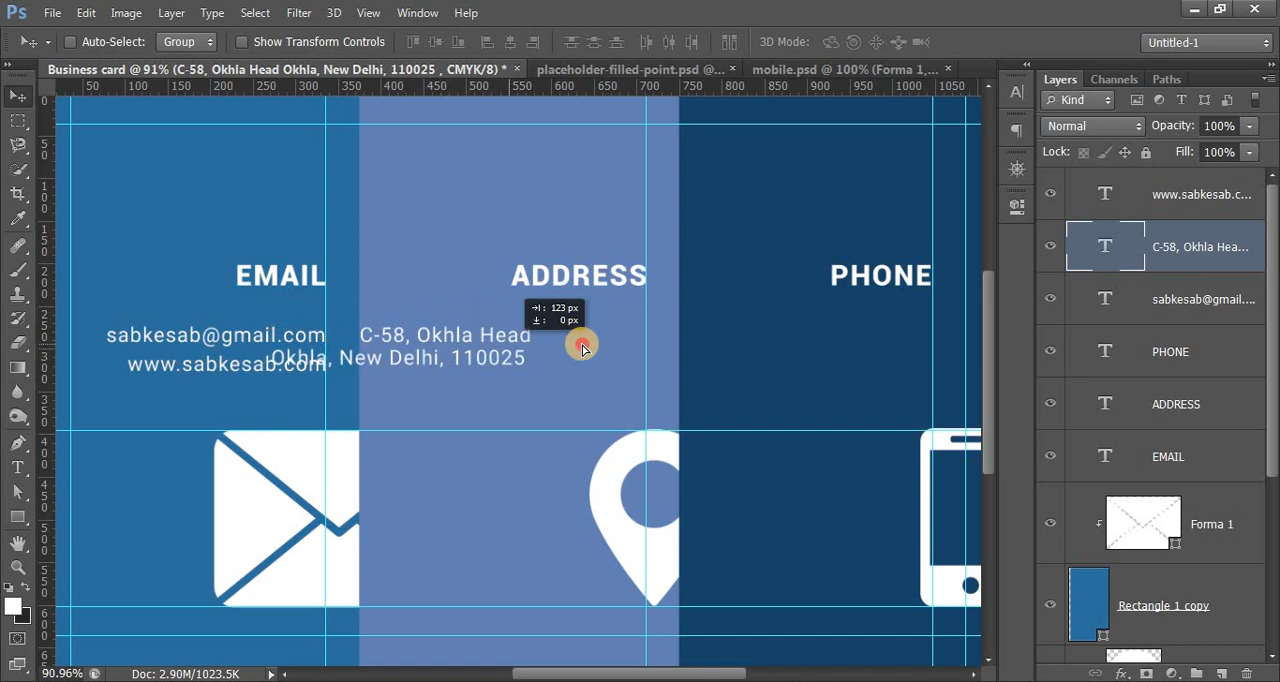 Ps File Edit Image Layer Type Select Filter 3D View Window Help
Auto-Select: Group Show Transform Controls 3D Mode: Untitled-1
Business card @ 91% (C-58, Okhla Head Okhla, New Delhi, 110025 , CMYK/8) * × placeholder-filled-point.psd @... × mobile.psd @ 100% (Forma 1,... ×
50 100 150 200 250 300 350 400 450 500 550 600 650 700 750 800 850 900 950 1000 1050
Layers Channels Paths
Kind
Normal Opacity: 100%
Lock: Fill: 100%
www.sabkesab.c...
C-58, Okhla Hea...
sabkesab@gmail....
PHONE
ADDRESS
EMAIL
Forma 1
Rectangle 1 copy
EMAIL ADDRESS PHONE
→: 123 px
↓: 0 px
sabkesab@gmail.com C-58, Okhla Head
www.sabkesab.com Okhla, New Delhi, 110025
90.96% Doc: 2.90M/1023.5K